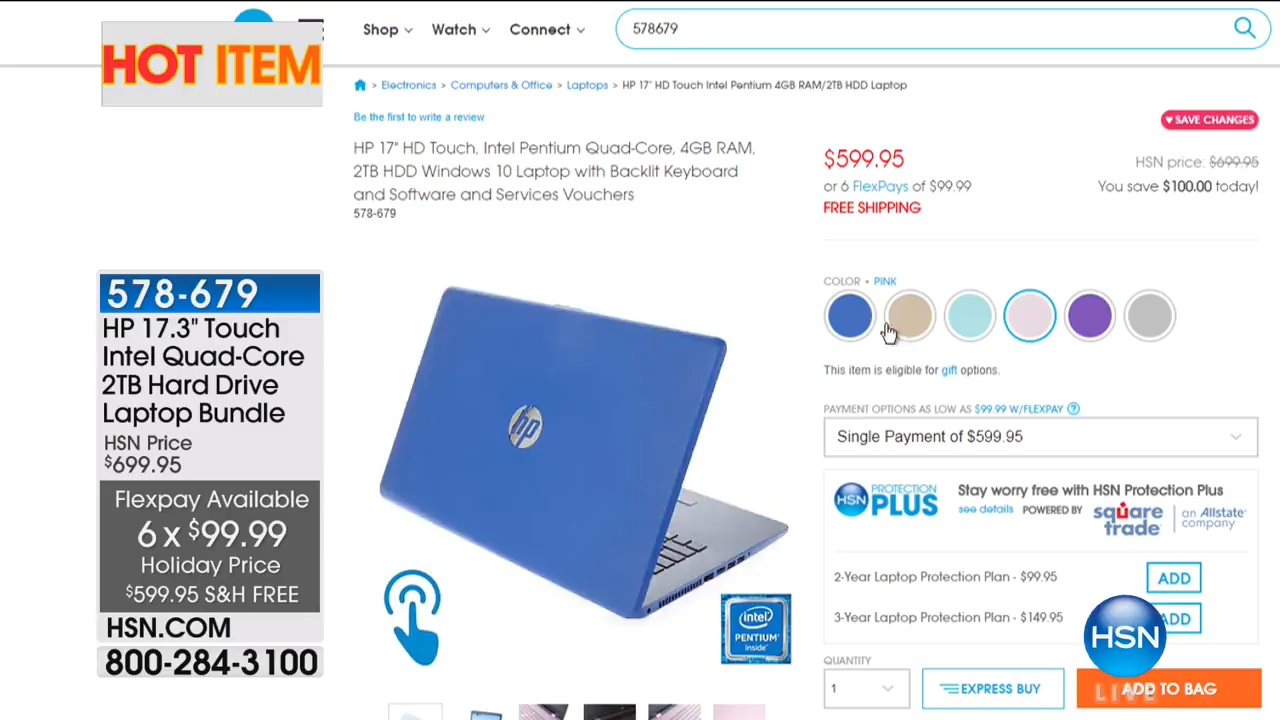 HOT ITEM
Shop
Watch
Connect
578679
Electronics > Computers & Office > Laptops > HP 17" HD Touch Intel Pentium 4GB RAM/2TB HDD Laptop
Be the first to write a review
HP 17" HD Touch, Intel Pentium Quad-Core, 4GB RAM,
2TB HDD Windows 10 Laptop with Backlit Keyboard
and Software and Services Vouchers
578-679
♥ SAVE CHANGES
$599.95
HSN price: $699.95
or 6 FlexPays of $99.99
You save $100.00 today!
FREE SHIPPING
COLOR • PINK
This item is eligible for gift options.
PAYMENT OPTIONS AS LOW AS $99.99 W/FLEXPAY ?
Single Payment of $599.95
HSN PROTECTION PLUS
Stay worry free with HSN Protection Plus
see details POWERED BY square trade | an Allstate company
2-Year Laptop Protection Plan - $99.95
ADD
3-Year Laptop Protection Plan - $149.95
ADD
QUANTITY
1
EXPRESS BUY
ADD TO BAG
HSN
LIVE
578-679
HP 17.3" Touch
Intel Quad-Core
2TB Hard Drive
Laptop Bundle
HSN Price
$699.95
Flexpay Available
6 x $99.99
Holiday Price
$599.95 S&H FREE
HSN.COM
800-284-3100
hp
intel
PENTIUM
inside